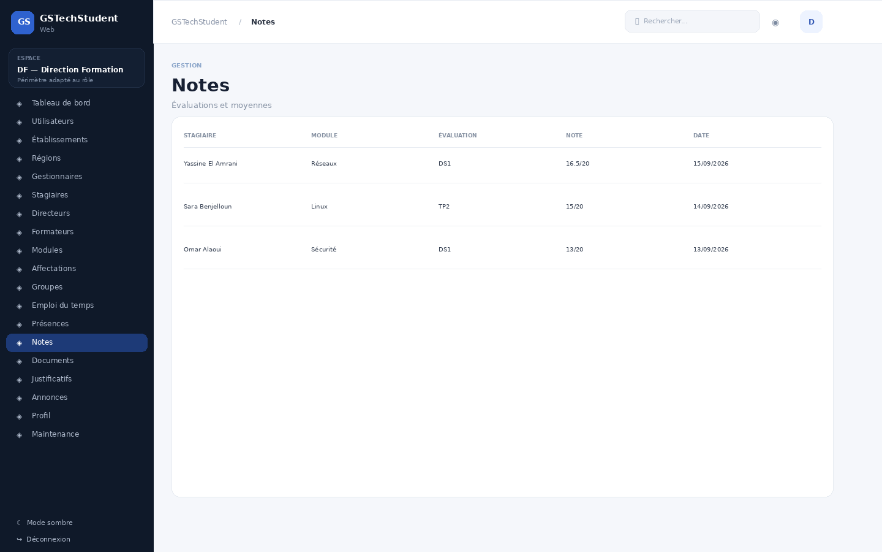 GS
GSTechStudent
Web
ESPACE
DF — Direction Formation
Périmètre adapté au rôle
Tableau de bord
Utilisateurs
Établissements
Régions
Gestionnaires
Stagiaires
Directeurs
Formateurs
Modules
Affectations
Groupes
Emploi du temps
Présences
Notes
Documents
Justificatifs
Annonces
Profil
Maintenance
Mode sombre
Déconnexion
GSTechStudent / Notes
Rechercher...
D
GESTION
Notes
Évaluations et moyennes
STAGIAIRE MODULE ÉVALUATION NOTE DATE
Yassine El Amrani Réseaux DS1 16.5/20 15/09/2026
Sara Benjelloun Linux TP2 15/20 14/09/2026
Omar Alaoui Sécurité DS1 13/20 13/09/2026